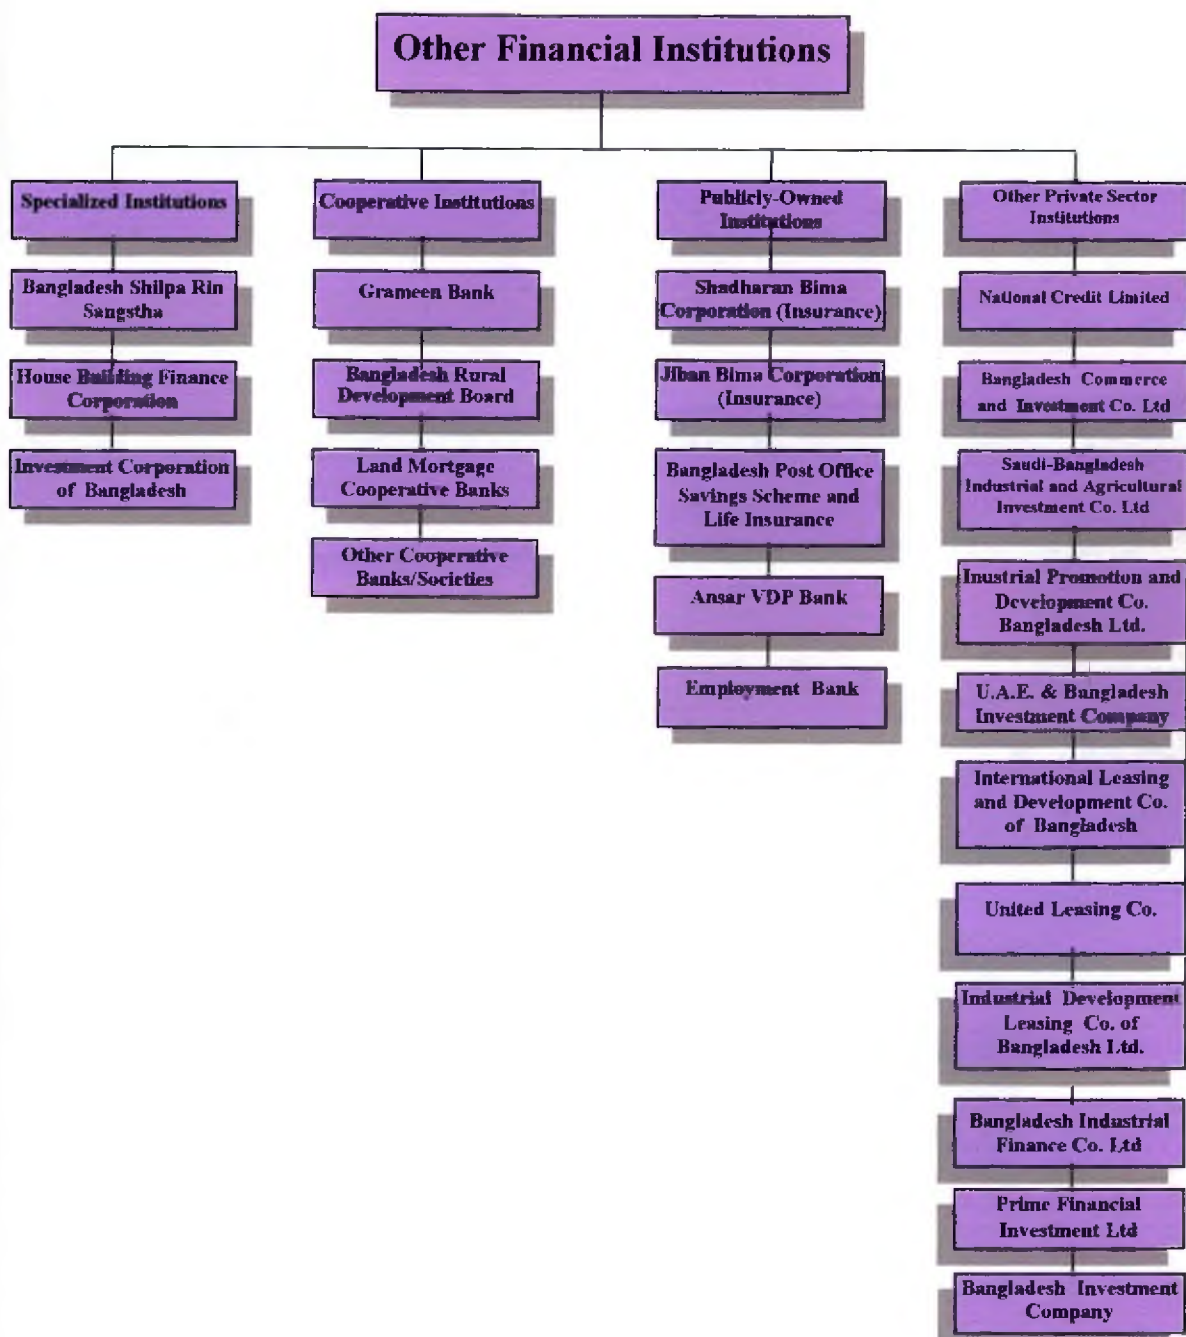 Other Financial Institutions
Specialized Institutions
Bangladesh Shilpa Rin
Sangstha
House Building Finance
Corporation
Investment Corporation
of Bangladesh
Cooperative Institutions
Grameen Bank
Bangladesh Rural
Development Board
Land Mortgage
Cooperative Banks
Other Cooperative
Banks/Societies
Publicly-Owned
Institutions
Shadharan Bima
Corporation (Insurance)
Jiban Bima Corporation
(Insurance)
Bangladesh Post Office
Savings Scheme and
Life Insurance
Ansar VDP Bank
Employment Bank
Other Private Sector
Institutions
National Credit Limited
Bangladesh Commerce
and Investment Co. Ltd
Saudi-Bangladesh
Industrial and Agricultural
Investment Co. Ltd
Inustrial Promotion and
Development Co.
Bangladesh Ltd.
U.A.E. & Bangladesh
Investment Company
International Leasing
and Development Co.
of Bangladesh
United Leasing Co.
Industrial Development
Leasing Co. of
Bangladesh Ltd.
Bangladesh Industrial
Finance Co. Ltd
Prime Financial
Investment Ltd
Bangladesh Investment
Company